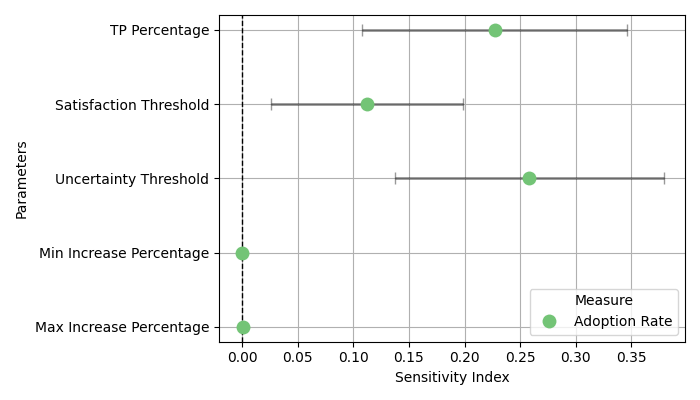 TP Percentage
Satisfaction Threshold
Uncertainty Threshold
Min Increase Percentage
Max Increase Percentage
Parameters
Measure
Adoption Rate
0.00 0.05 0.10 0.15 0.20 0.25 0.30 0.35
Sensitivity Index